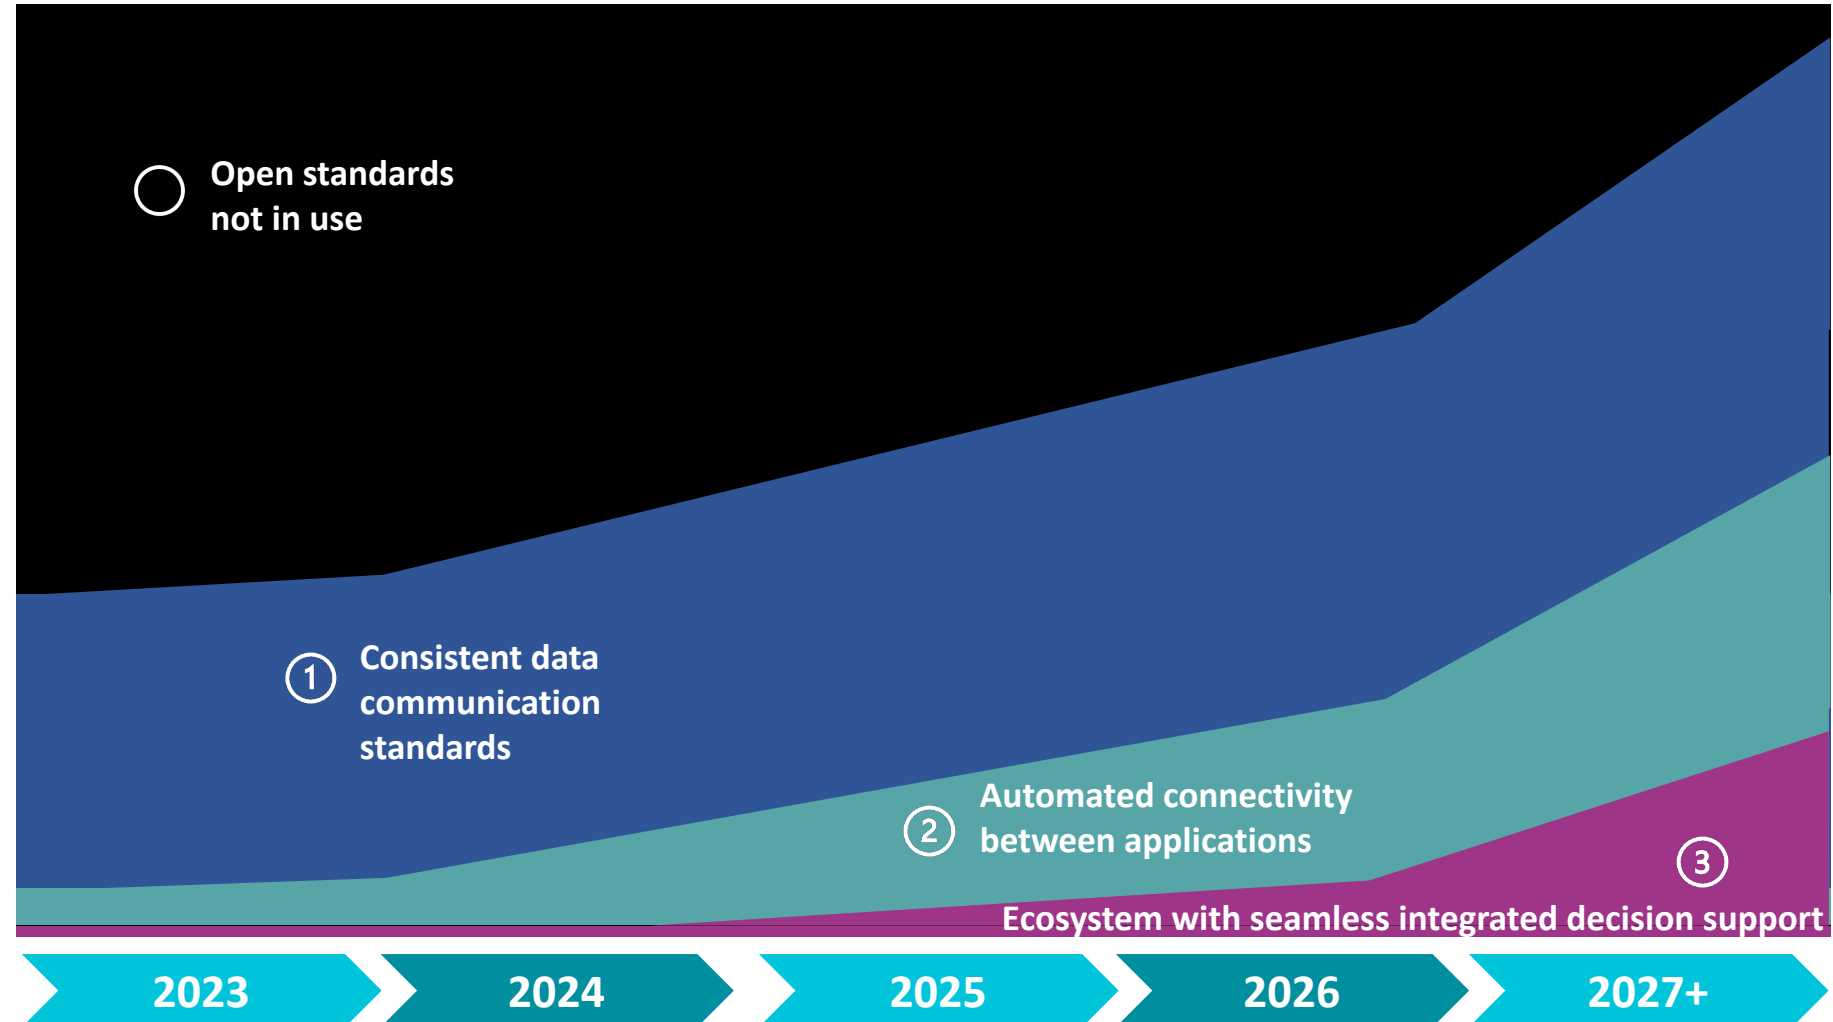 Open standards
not in use
1
Consistent data
communication
standards
2
Automated connectivity
between applications
3
Ecosystem with seamless integrated decision support
2023
2024
2025
2026
2027+